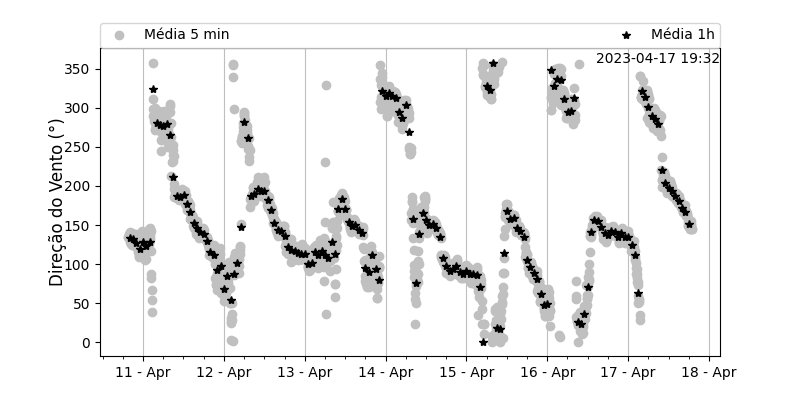 Média 5 min
Média 1h
2023-04-17 19:32
Direção do Vento (°)
350
300
250
200
150
100
50
0
11 - Apr
12 - Apr
13 - Apr
14 - Apr
15 - Apr
16 - Apr
17 - Apr
18 - Apr